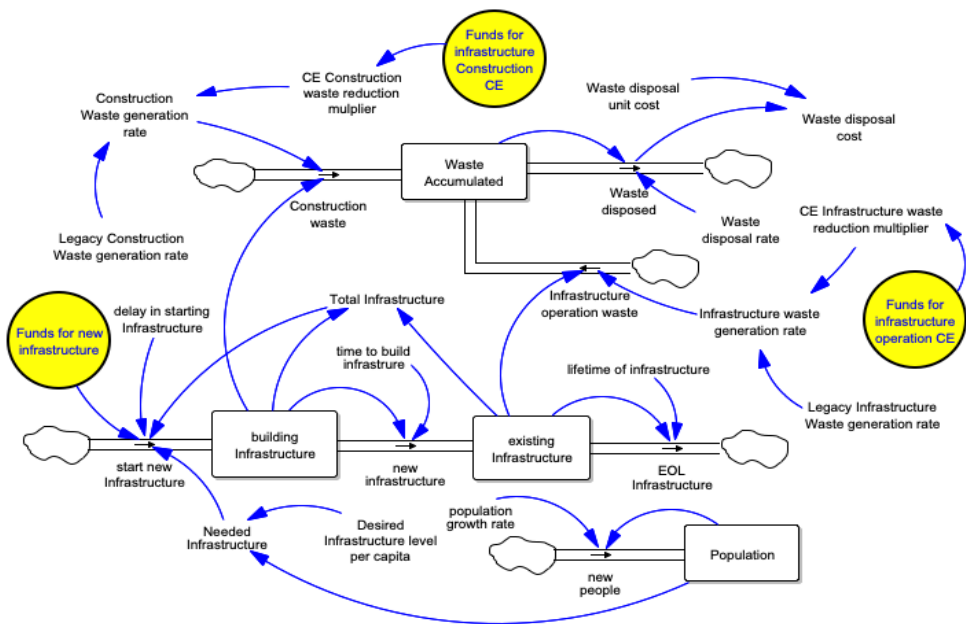 Funds for
infrastructure
Construction
CE
CE Construction
waste reduction
mulplier
Construction
Waste generation
rate
Waste disposal
unit cost
Waste disposal
cost
Waste
Accumulated
Construction
waste
Waste
disposed
Waste
disposal rate
CE Infrastructure waste
reduction multiplier
Legacy Construction
Waste generation rate
Funds for new
infrastructure
delay in starting
Infrastructure
Total Infrastructure
Infrastructure
operation waste
Infrastructure waste
generation rate
Funds for
infrastructure
operation CE
time to build
infrastrure
lifetime of infrastructure
Legacy Infrastructure
Waste generation rate
building
Infrastructure
existing
Infrastructure
start new
Infrastructure
new
infrastructure
EOL
Infrastructure
Needed
Infrastructure
Desired
Infrastructure level
per capita
population
growth rate
new
people
Population